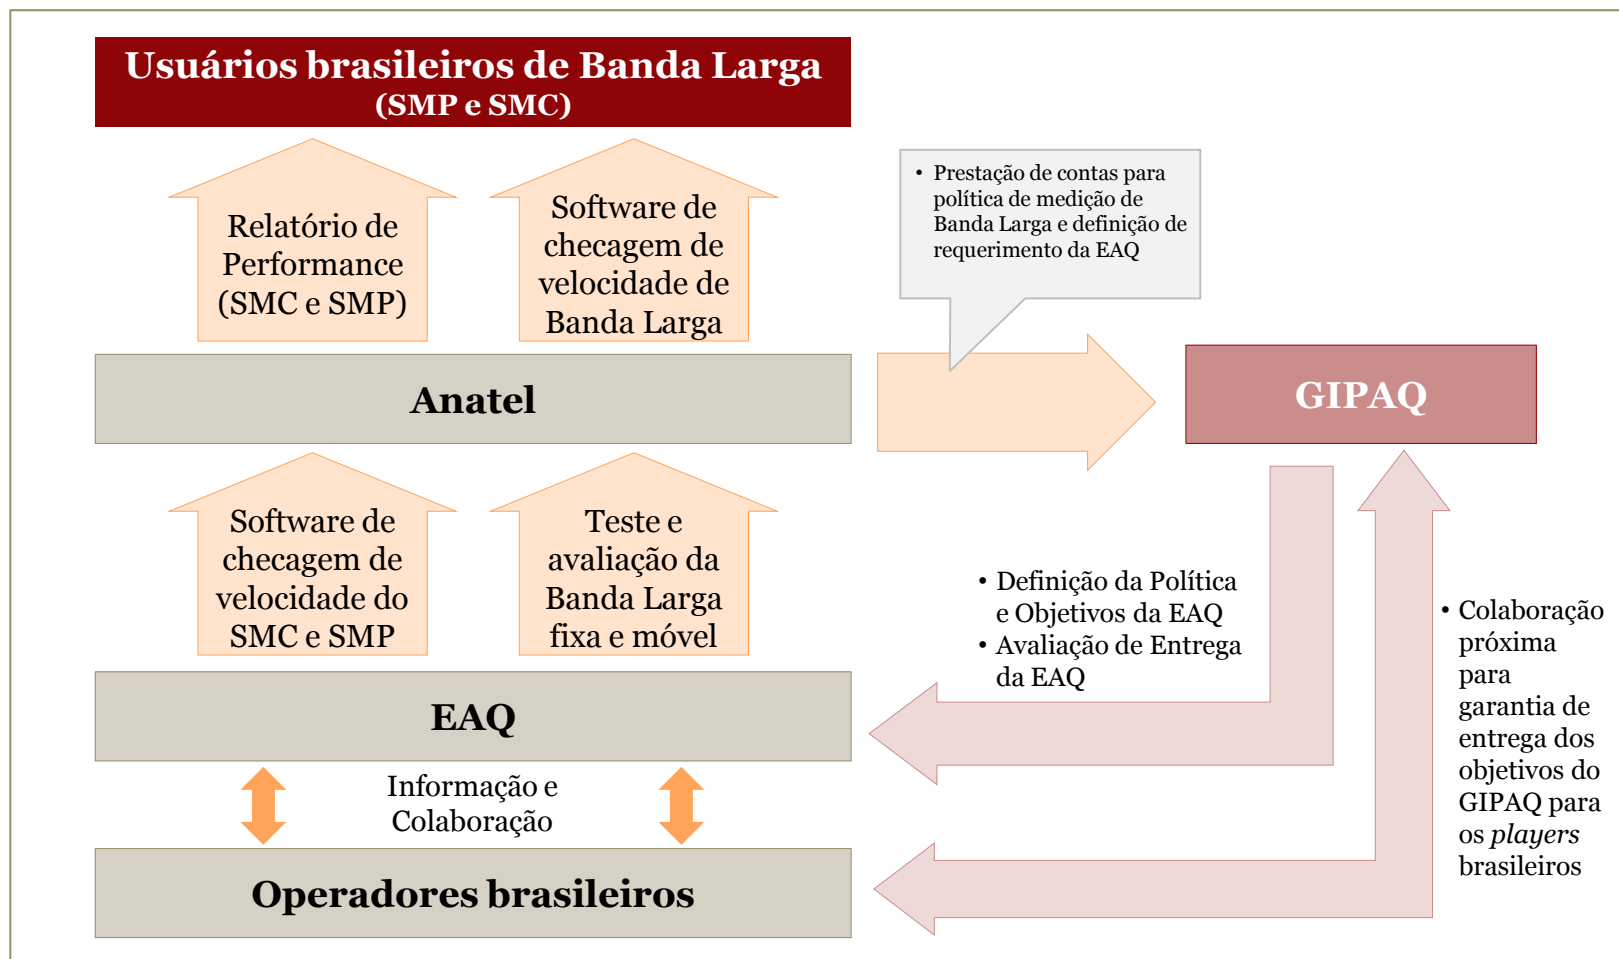 Usuários brasileiros de Banda Larga
(SMP e SMC)
Relatório de
Performance
(SMC e SMP)
Software de
checagem de
velocidade de
Banda Larga
• Prestação de contas para
política de medição de
Banda Larga e definição de
requerimento da EAQ
Anatel
GIPAQ
Software de
checagem de
velocidade do
SMC e SMP
Teste e
avaliação da
Banda Larga
fixa e móvel
• Definição da Política
e Objetivos da EAQ
• Avaliação de Entrega
da EAQ
• Colaboração
próxima
para
garantia de
entrega dos
objetivos do
GIPAQ para
os players
brasileiros
EAQ
Informação e
Colaboração
Operadores brasileiros